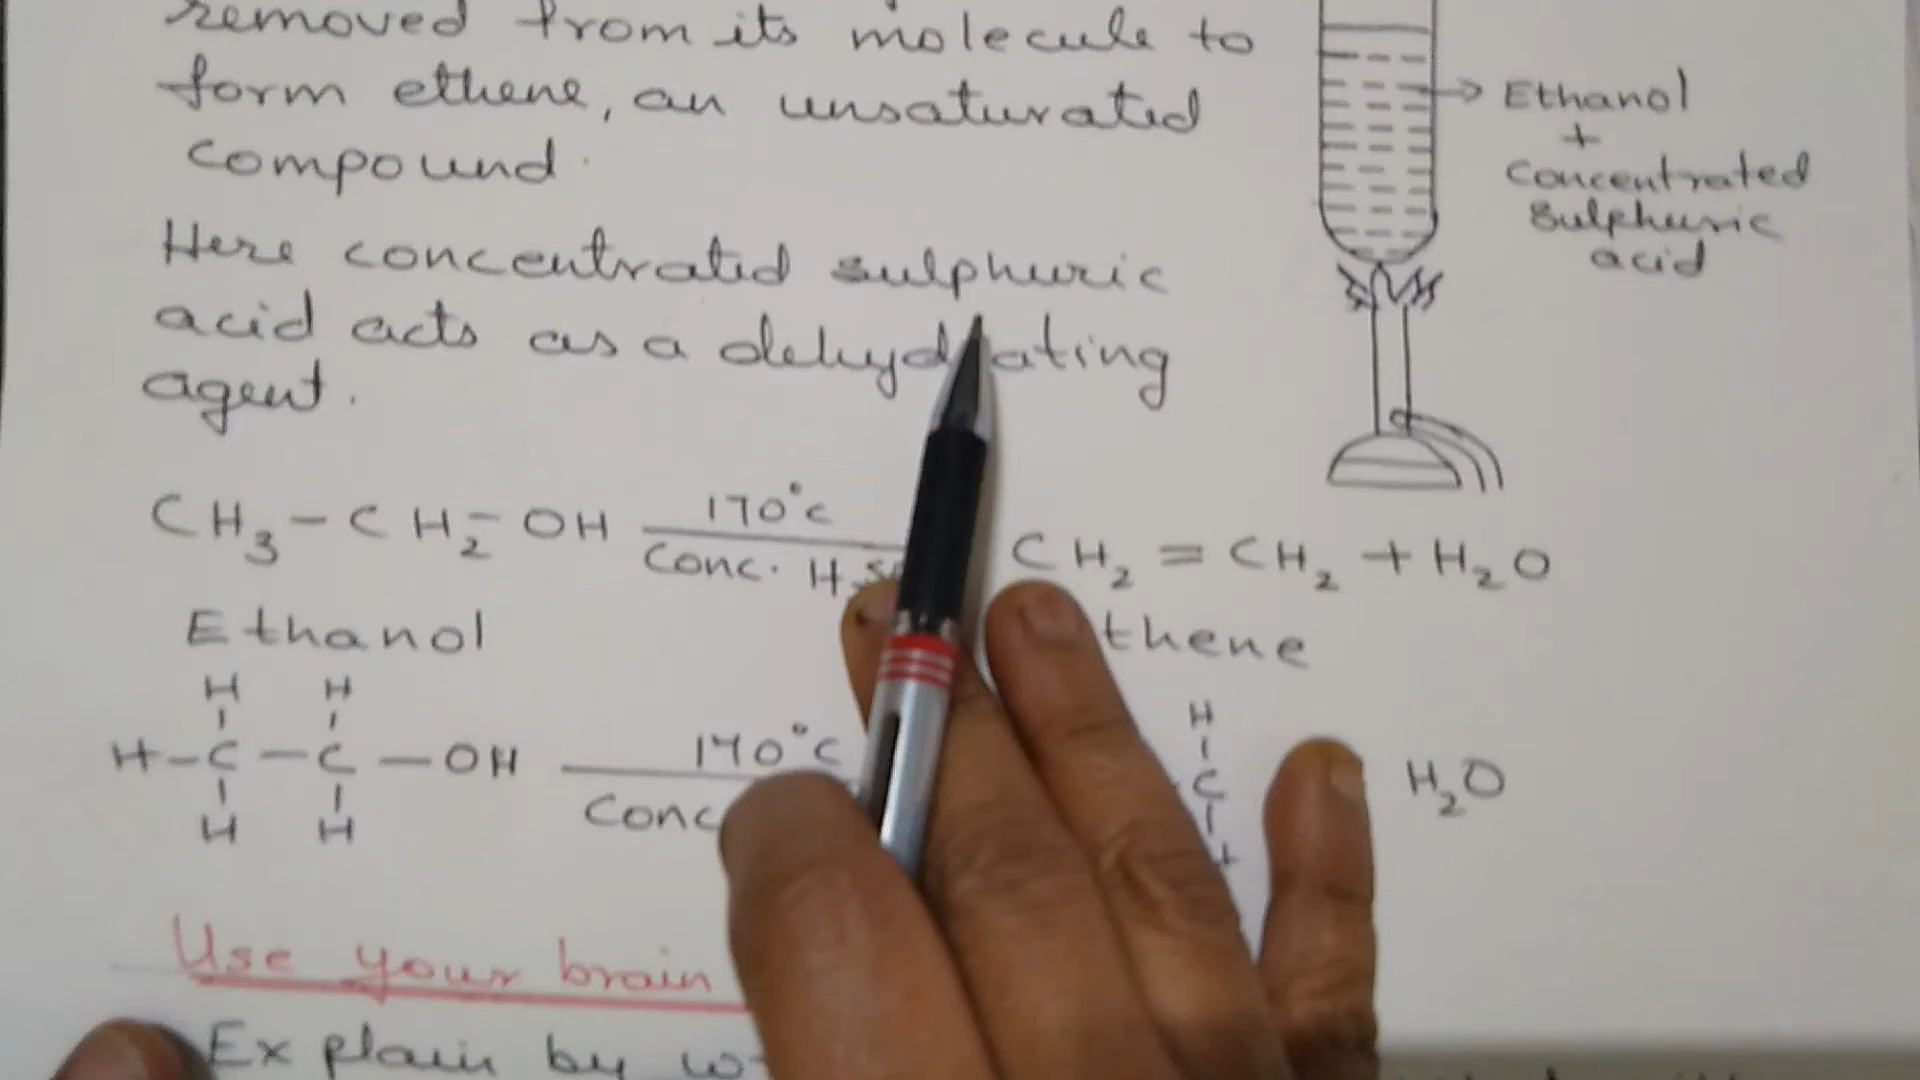 removed from its molecule to
form ethene, an unsaturated
compound.
Here concentrated sulphuric
acid acts as a dehydrating
agent.
Ethanol
+
Concentrated
Sulphuric
acid
170°C
CH₃-CH₂-OH CH₂=CH₂+H₂O
Conc. H
Ethanol thene
H H H
H-C-C-OH 170°C C H₂O
Conc
H H
Use your brain
Explain by